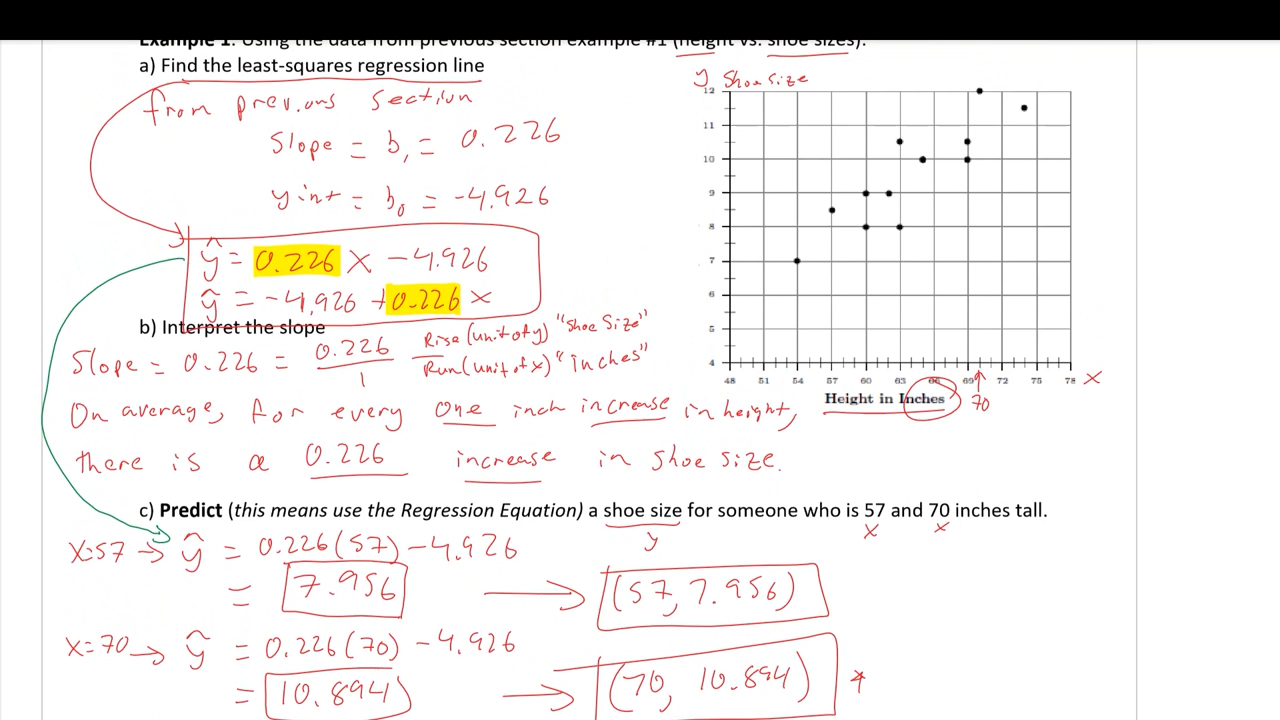 Example 1: Using the data from previous section example #1 (height vs. shoe sizes).
a) Find the least-squares regression line
from previous section
Slope = b₁ = 0.226
y int = b₀ = -4.926
ŷ = 0.226 x - 4.926
ŷ = -4.926 + 0.226 x
y Shoe Size
12
11
10
9
8
7
6
5
4
48 51 54 57 60 63 66 69 72 75 78 x
Height in Inches
70
b) Interpret the slope
Slope = 0.226 = 0.226/1 Rise (unit of y) "Shoe Size" / Run (unit of x) "inches"
On average, for every one inch increase in height,
there is a 0.226 increase in shoe size.
c) Predict (this means use the Regression Equation) a shoe size for someone who is 57 and 70 inches tall.
y x x
x=57 → ŷ = 0.226(57) - 4.926
= 7.956 → (57, 7.956)
x=70 → ŷ = 0.226(70) - 4.926
= 10.894 → (70, 10.894) *